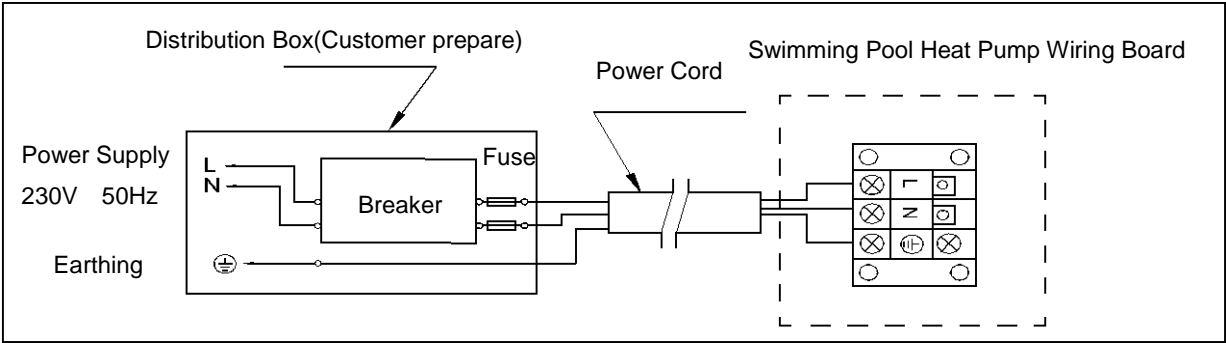 Distribution Box(Customer prepare)
Swimming Pool Heat Pump Wiring Board
Power Cord
Power Supply
230V 50Hz
L
N
Fuse
Breaker
Earthing
L
N